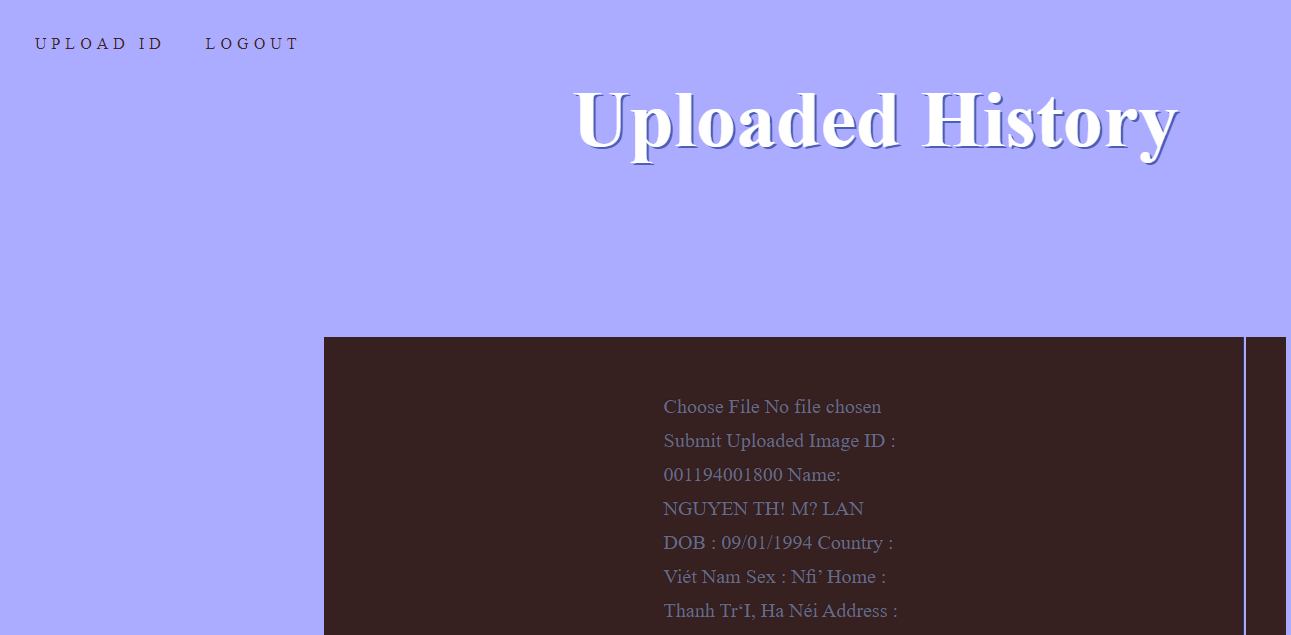 UPLOAD ID LOGOUT
Uploaded History
Choose File No file chosen
Submit Uploaded Image ID :
001194001800 Name:
NGUYEN TH! M? LAN
DOB : 09/01/1994 Country :
Viét Nam Sex : Nfi’ Home :
Thanh Tr‘I, Ha Néi Address :